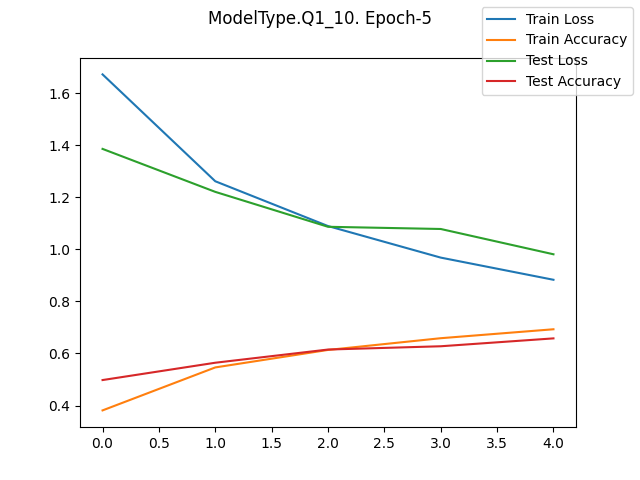 ModelType.Q1_10. Epoch-5
Train Loss
Train Accuracy
Test Loss
Test Accuracy
1.6
1.4
1.2
1.0
0.8
0.6
0.4
0.0 0.5 1.0 1.5 2.0 2.5 3.0 3.5 4.0